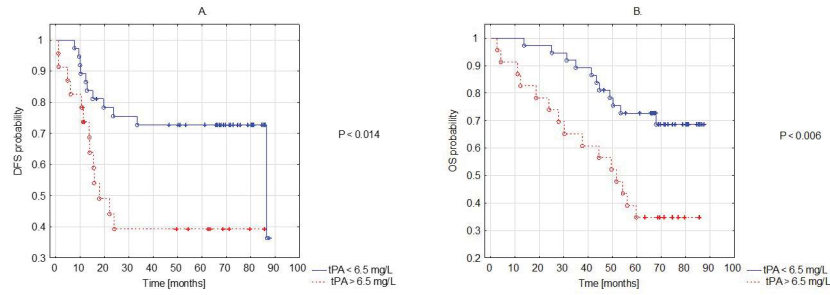 A.
1
0.9
0.8
0.7
0.6
0.5
0.4
0.3
DFS probability
0 10 20 30 40 50 60 70 80 90 100
Time [months]
P < 0.014
tPA < 6.5 mg/L
tPA > 6.5 mg/L
B.
1
0.9
0.8
0.7
0.6
0.5
0.4
0.3
0.2
OS probability
0 10 20 30 40 50 60 70 80 90 100
Time [months]
P < 0.006
tPA < 6.5 mg/L
tPA > 6.5 mg/L